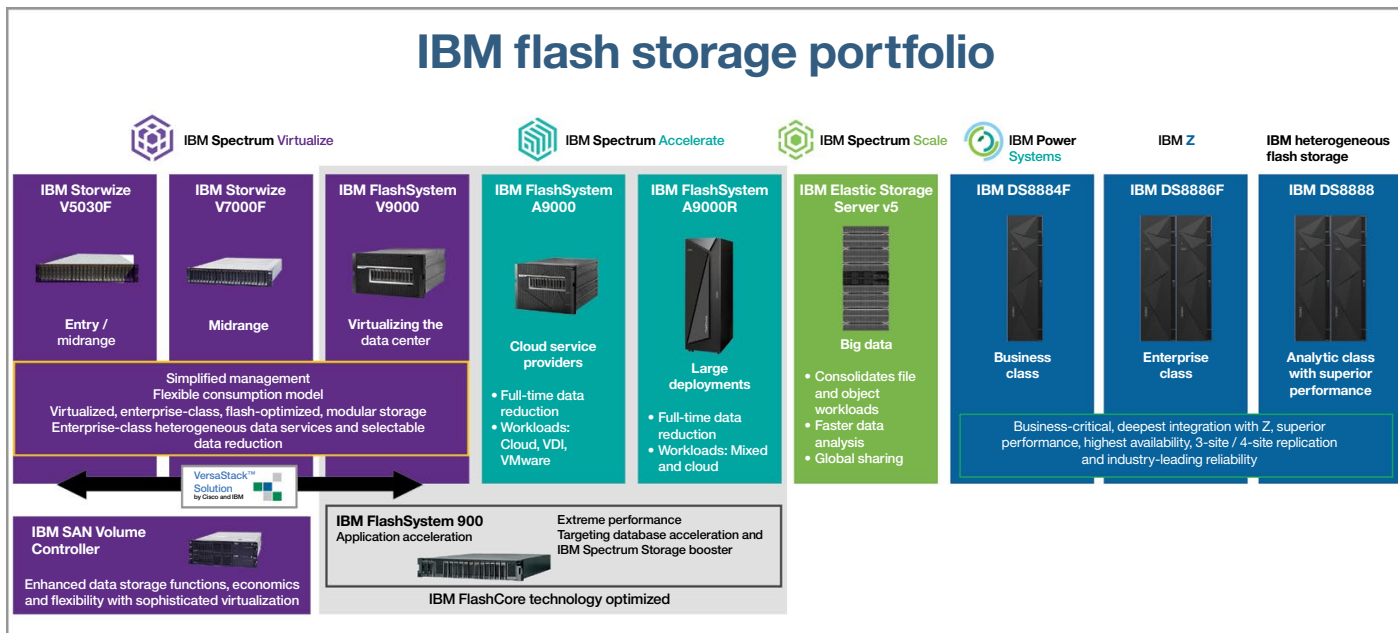 IBM flash storage portfolio
IBM Spectrum Virtualize
IBM Spectrum Accelerate
IBM Spectrum Scale
IBM Power
Systems
IBM Z
IBM heterogeneous
flash storage
IBM Storwize
V5030F
Entry /
midrange
IBM Storwize
V7000F
Midrange
IBM FlashSystem
V9000
Virtualizing the
data center
Simplified management
Flexible consumption model
Virtualized, enterprise-class, flash-optimized, modular storage
Enterprise-class heterogeneous data services and selectable
data reduction
VersaStack™
Solution
by Cisco and IBM
IBM FlashSystem
A9000
Cloud service
providers
• Full-time data
reduction
• Workloads:
Cloud, VDI,
VMware
IBM FlashSystem
A9000R
Large
deployments
• Full-time data
reduction
• Workloads: Mixed
and cloud
IBM Elastic Storage
Server v5
Big data
• Consolidates file
and object
workloads
• Faster data
analysis
• Global sharing
IBM DS8884F
Business
class
IBM DS8886F
Enterprise
class
IBM DS8888
Analytic class
with superior
performance
Business-critical, deepest integration with Z, superior
performance, highest availability, 3-site / 4-site replication
and industry-leading reliability
IBM SAN Volume
Controller
Enhanced data storage functions, economics
and flexibility with sophisticated virtualization
IBM FlashSystem 900
Application acceleration
Extreme performance
Targeting database acceleration and
IBM Spectrum Storage booster
IBM FlashCore technology optimized